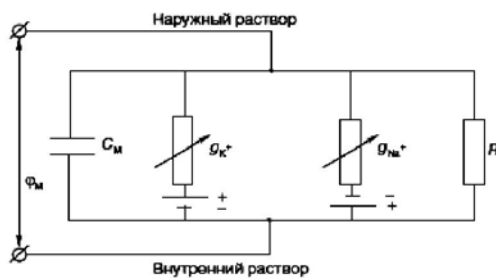 Наружный раствор
Cм
gK+
gNa+
φм
+
−
−
+
Внутренний раствор